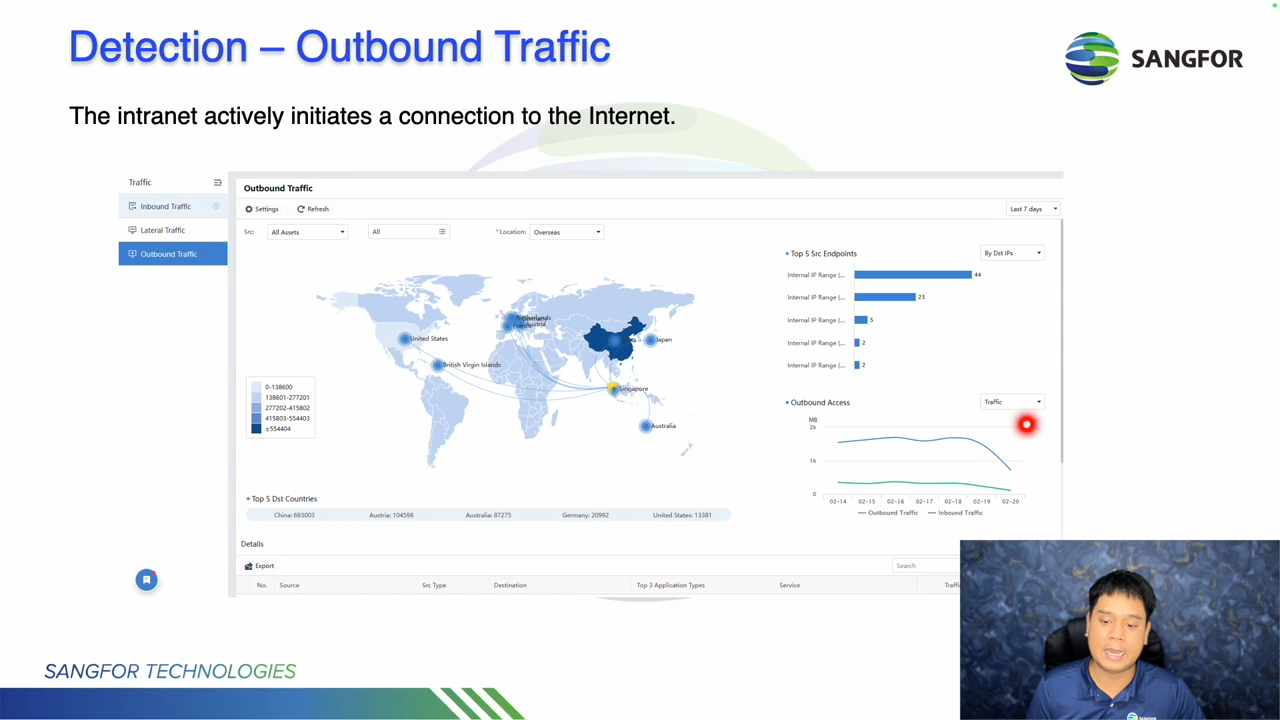 Detection – Outbound Traffic
SANGFOR
The intranet actively initiates a connection to the Internet.
Traffic
Inbound Traffic
Lateral Traffic
Outbound Traffic
Outbound Traffic
Settings
Refresh
Last 7 days
Src:
All Assets
All
* Location:
Overseas
Netherlands
France
Austria
United States
British Virgin Islands
Japan
Singapore
Australia
0-138600
138601-277201
277202-415802
415803-554403
≥554404
Top 5 Dst Countries
China: 693003
Austria: 104598
Australia: 87275
Germany: 20992
United States: 13381
Top 5 Src Endpoints
By Dst IPs
Internal IP Range (... 44
Internal IP Range (... 23
Internal IP Range (... 5
Internal IP Range (... 2
Internal IP Range (... 2
Outbound Access
Traffic
MB
2k
1k
0
02-14 02-15 02-16 02-17 02-18 02-19 02-20
Outbound Traffic Inbound Traffic
Details
Export
Search
No. Source Src Type Destination Top 3 Application Types Service Traffic
SANGFOR TECHNOLOGIES